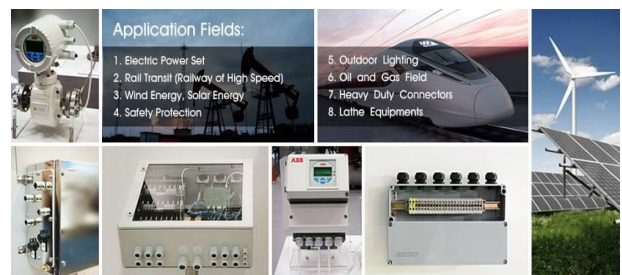 Application Fields:
1. Electric Power Set
2. Rail Transit (Railway of High Speed)
3. Wind Energy, Solar Energy
4. Safety Protection
5. Outdoor Lighting
6. Oil and Gas Field
7. Heavy Duty Connectors
8. Lathe Equipments
ABB